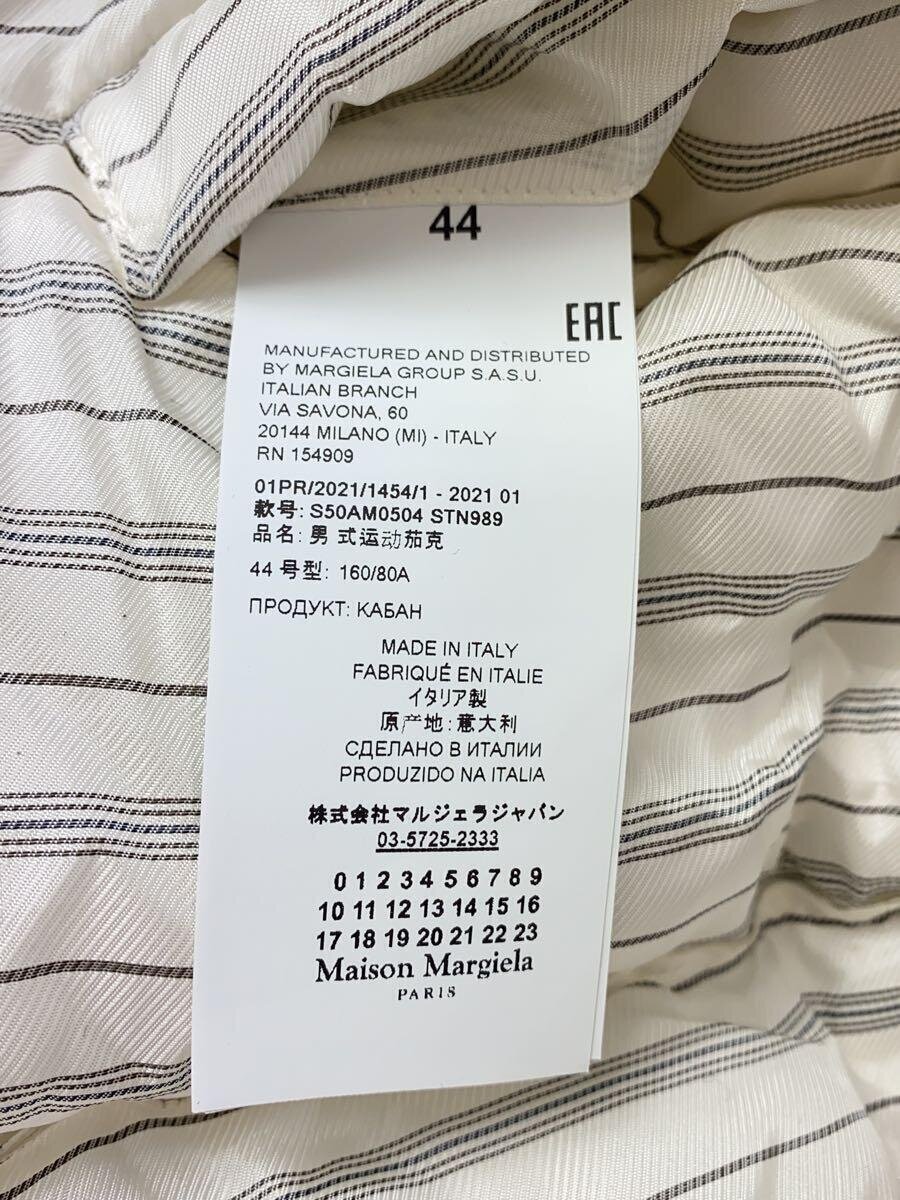 44
EAC
MANUFACTURED AND DISTRIBUTED
BY MARGIELA GROUP S.A.S.U.
ITALIAN BRANCH
VIA SAVONA, 60
20144 MILANO (MI) - ITALY
RN 154909
01PR/2021/1454/1 - 2021 01
款号: S50AM0504 STN989
品名: 男 式运动茄克
44 号型: 160/80A
ПРОДУКТ: КАБАН
MADE IN ITALY
FABRIQUÉ EN ITALIE
イタリア製
原产地: 意大利
СДЕЛАНО В ИТАЛИИ
PRODUZIDO NA ITALIA
株式会社マルジェラジャパン
03-5725-2333
0 1 2 3 4 5 6 7 8 9
10 11 12 13 14 15 16
17 18 19 20 21 22 23
Maison Margiela
PARIS